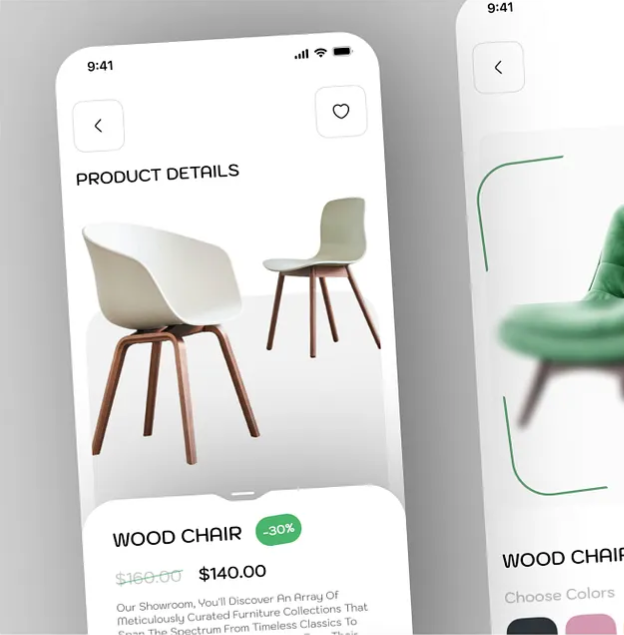 9:41
PRODUCT DETAILS
WOOD CHAIR -30%
$160.00 $140.00
Our Showroom, You'll Discover An Array Of
Meticulously Curated Furniture Collections That
Span The Spectrum From Timeless Classics To
Their
9:41
WOOD CHAIR
Choose Colors